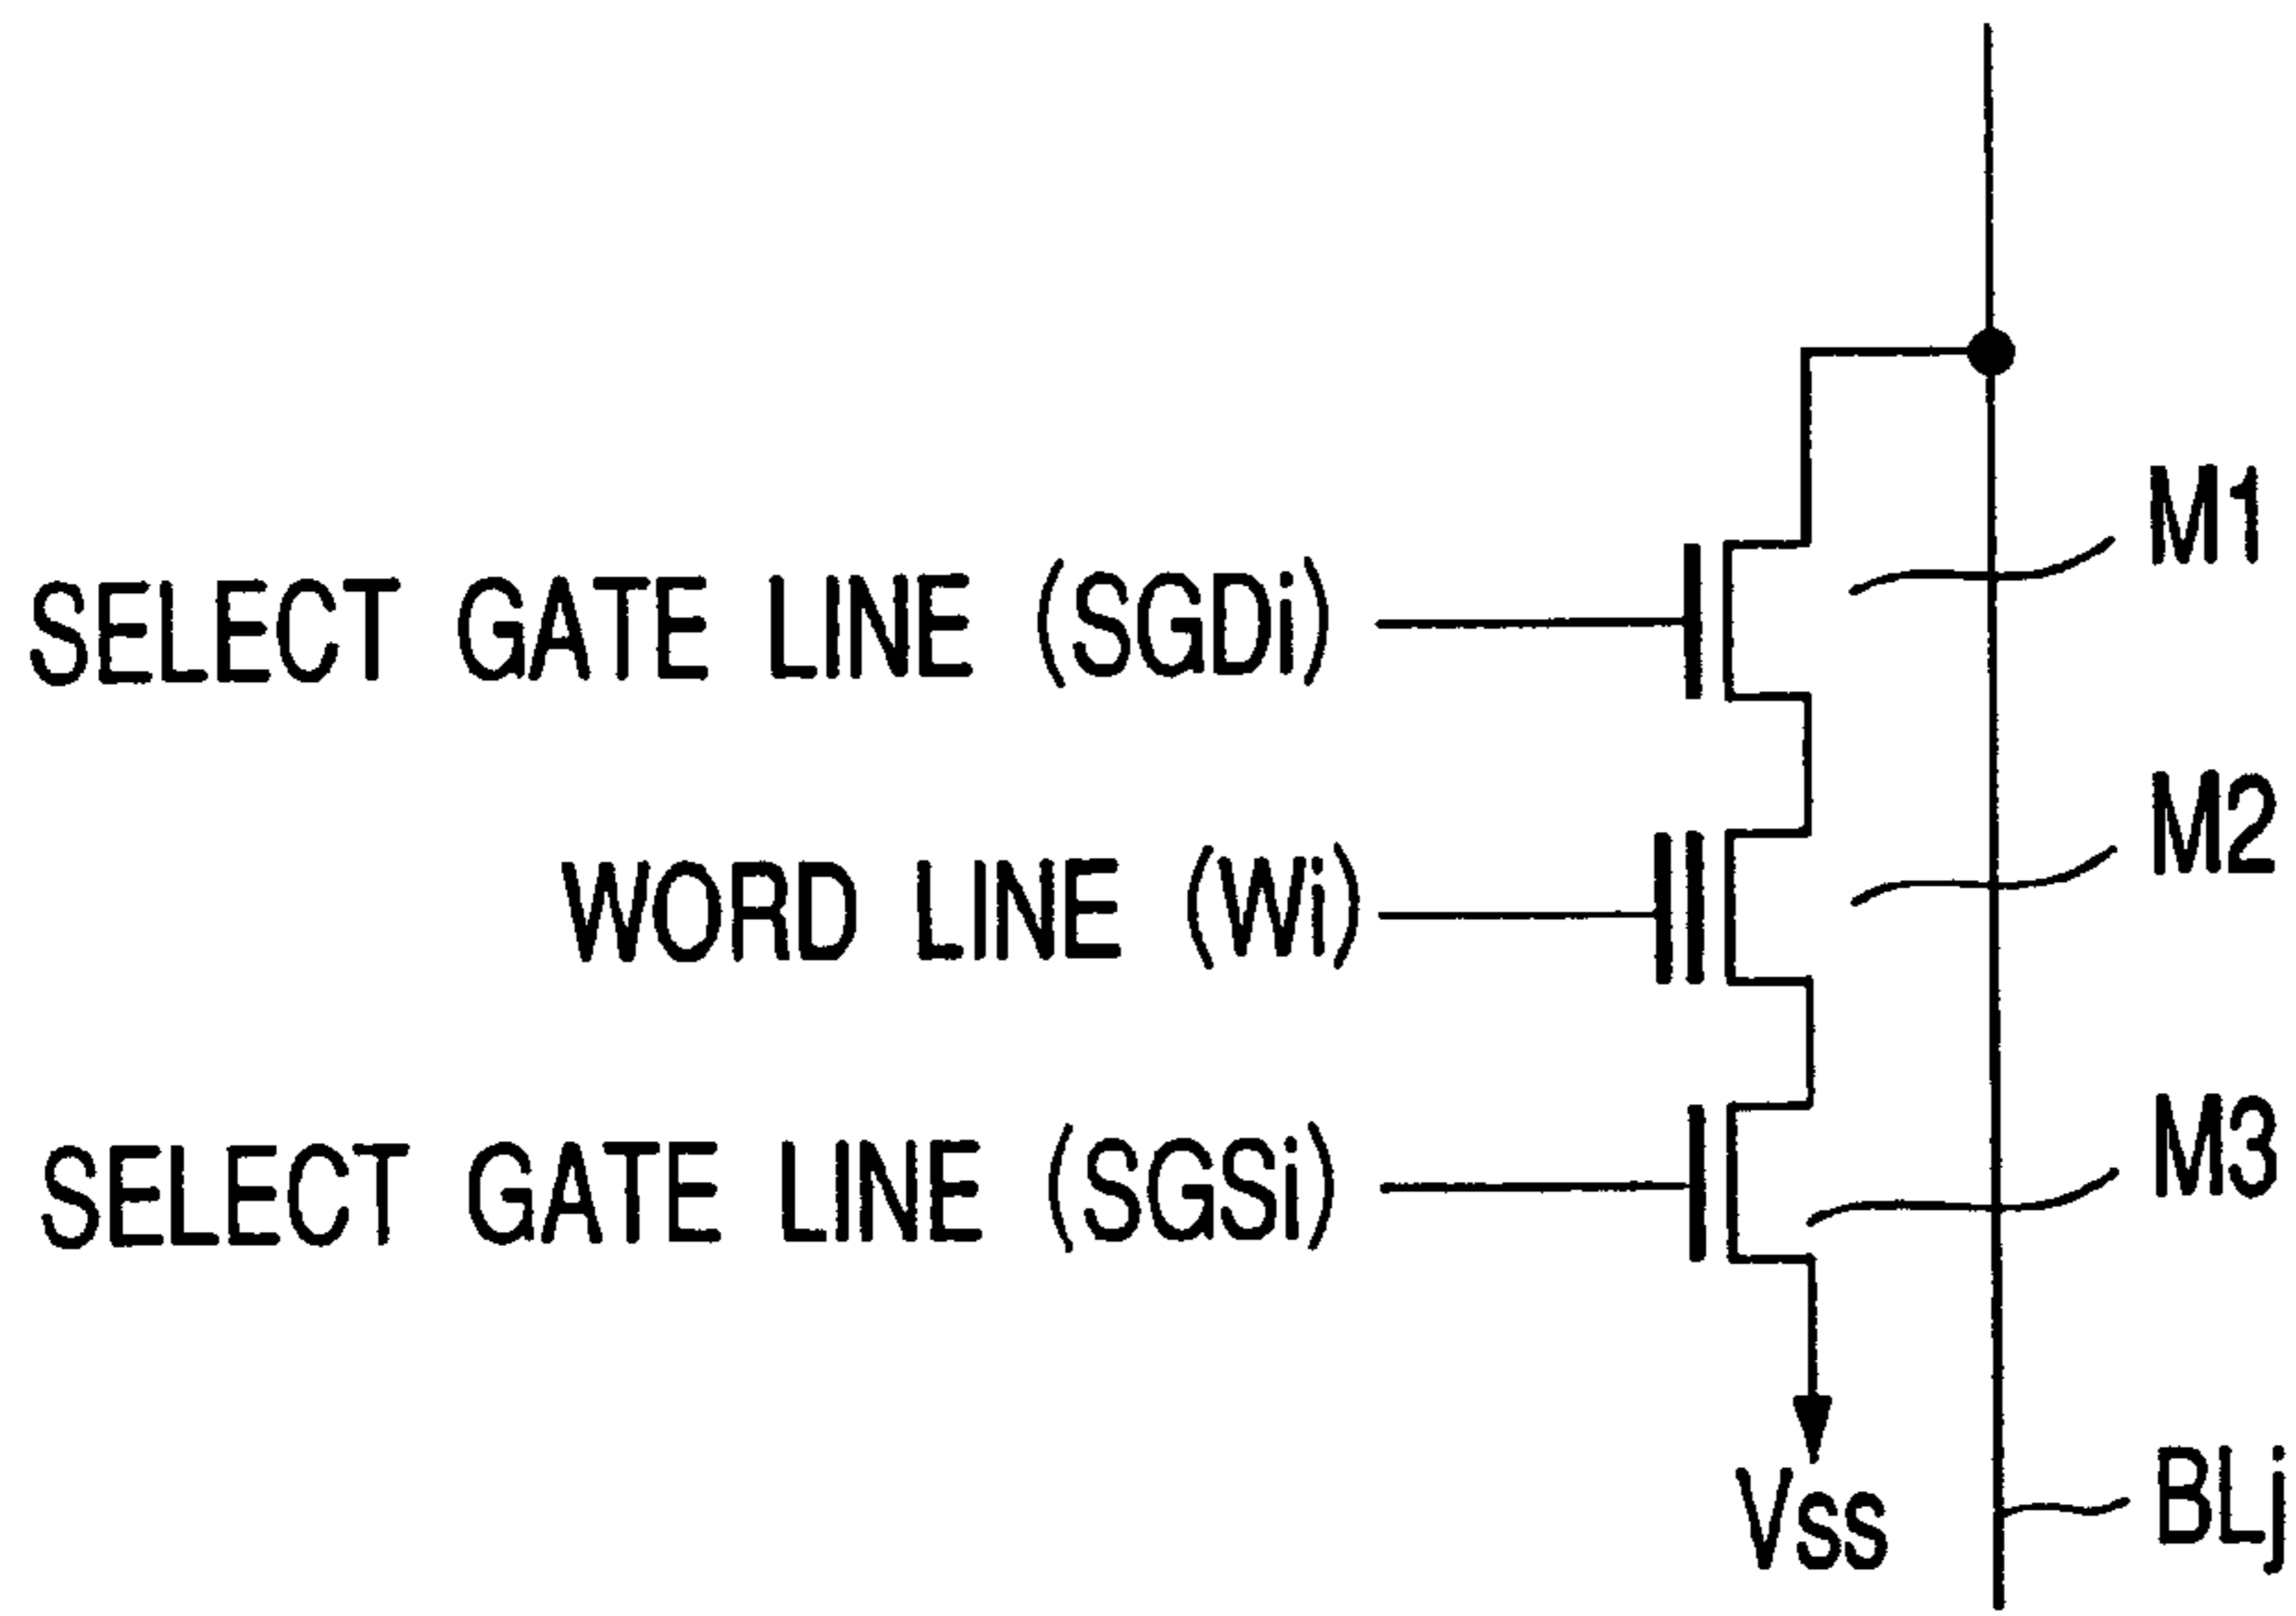 M1
SELECT GATE LINE (SGDi)
M2
WORD LINE (Wi)
M3
SELECT GATE LINE (SGSi)
BLj
Vss